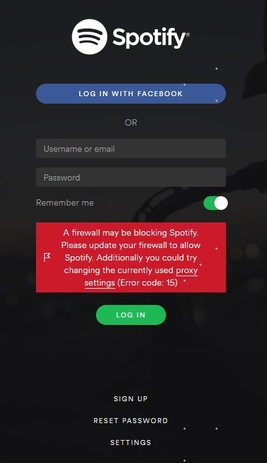 Spotify®
LOG IN WITH FACEBOOK
OR
Username or email
Password
Remember me
A firewall may be blocking Spotify.
Please update your firewall to allow
Spotify. Additionally you could try
changing the currently used proxy
settings (Error code: 15)
LOG IN
SIGN UP
RESET PASSWORD
SETTINGS